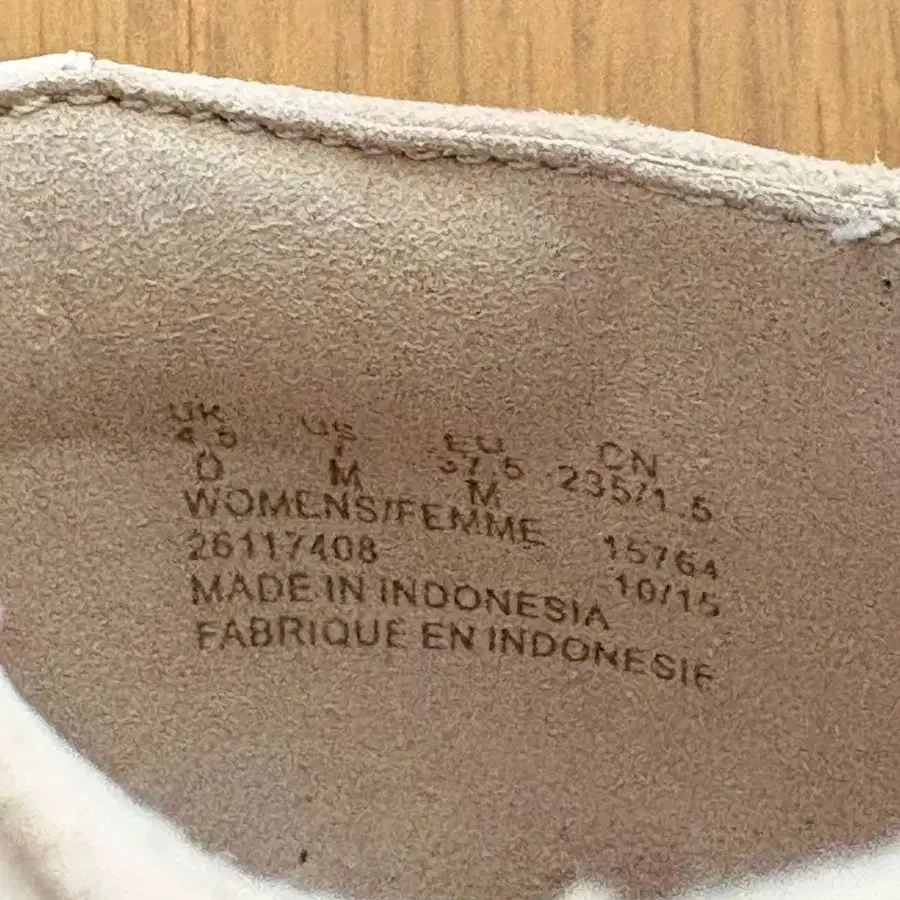 UK US EU CN
4.5 7 37.5 235/1.5
D M M
WOMENS/FEMME 15764
26117408 10/15
MADE IN INDONESIA
FABRIQUE EN INDONESIE